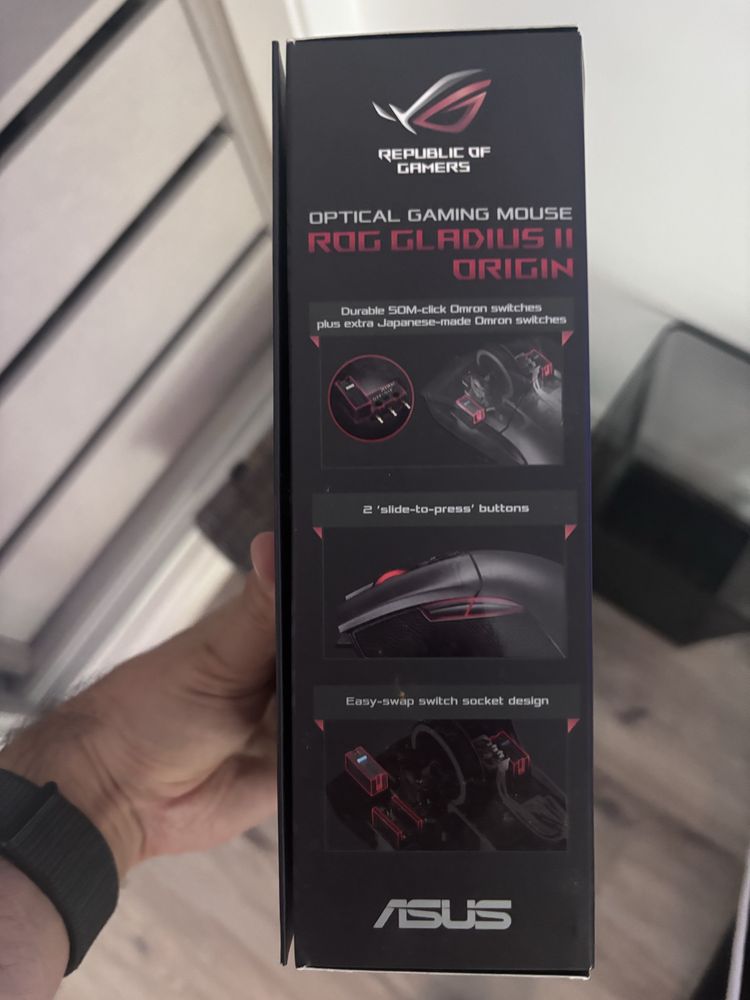 REPUBLIC OF
GAMERS
OPTICAL GAMING MOUSE
ROG GLADIUS II
ORIGIN
Durable 50M-click Omron switches
plus extra Japanese-made Omron switches
2 'slide-to-press' buttons
Easy-swap switch socket design
ASUS